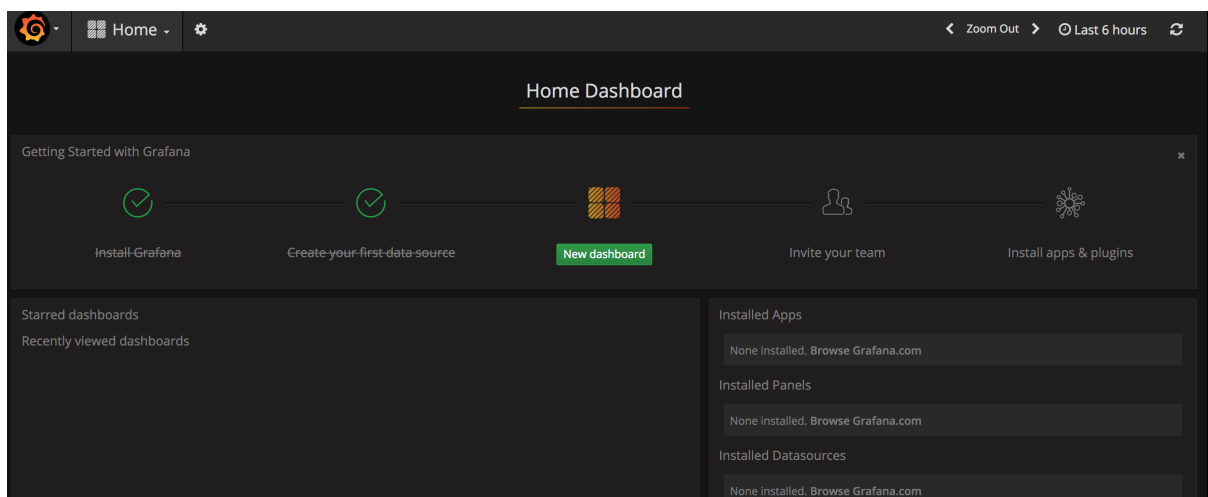 Home
Zoom Out
Last 6 hours
Home Dashboard
Getting Started with Grafana
Install Grafana
Create your first data source
New dashboard
Invite your team
Install apps & plugins
Starred dashboards
Recently viewed dashboards
Installed Apps
None installed. Browse Grafana.com
Installed Panels
None installed. Browse Grafana.com
Installed Datasources
None installed. Browse Grafana.com